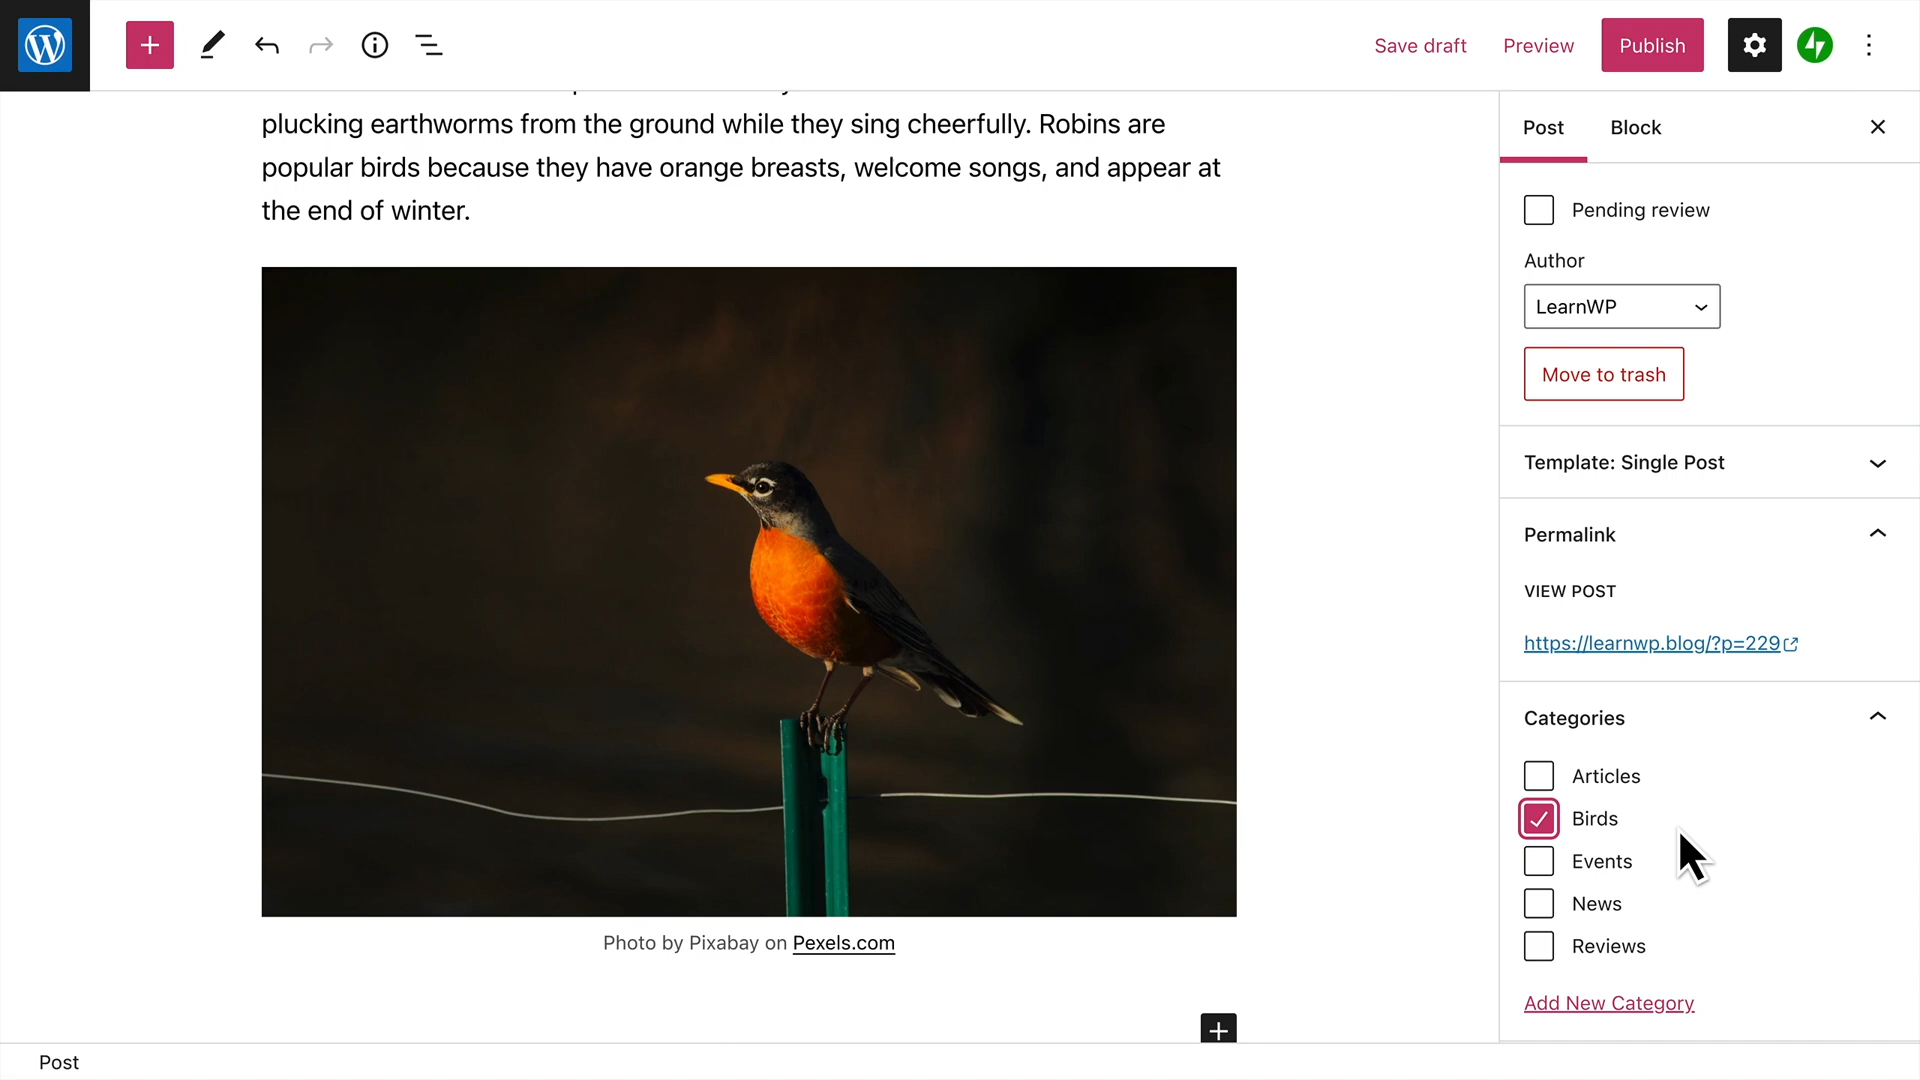 Save draft
Preview
Publish
plucking earthworms from the ground while they sing cheerfully. Robins are
popular birds because they have orange breasts, welcome songs, and appear at
the end of winter.
Photo by Pixabay on Pexels.com
Post
Block
Pending review
Author
LearnWP
Move to trash
Template: Single Post
Permalink
VIEW POST
https://learnwp.blog/?p=229
Categories
Articles
Birds
Events
News
Reviews
Add New Category
Post